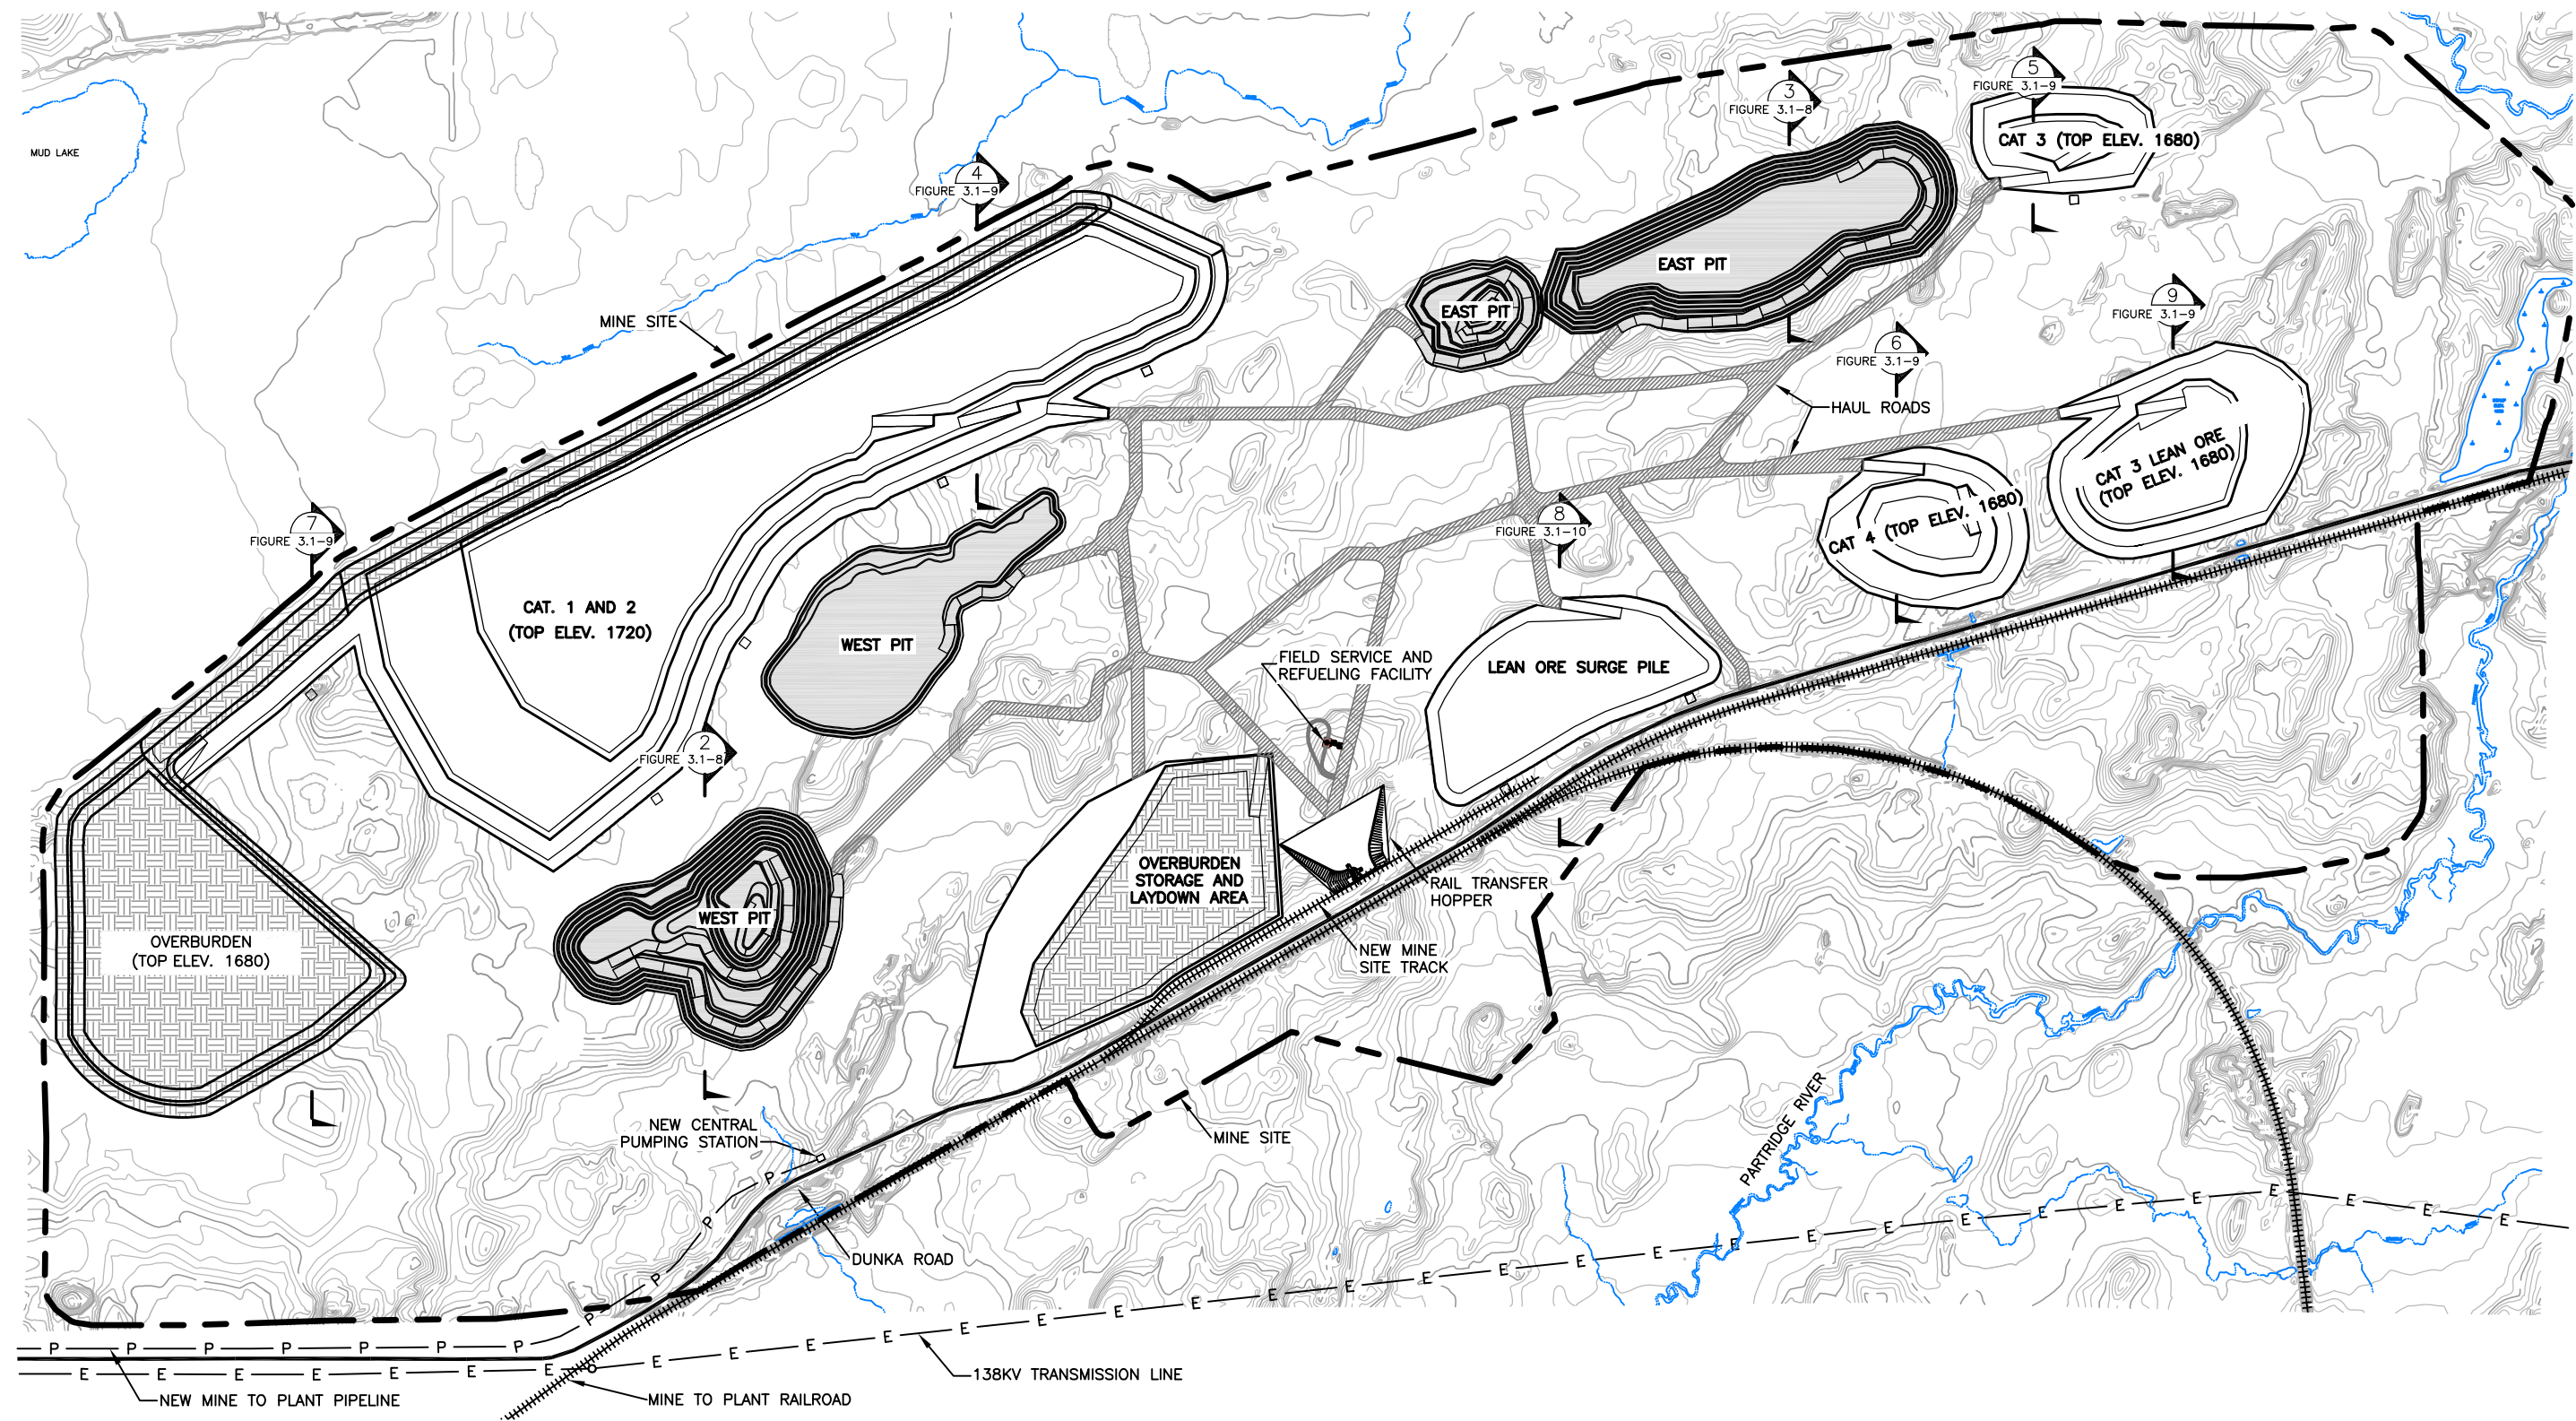 5
FIGURE 3.1-9
3
FIGURE 3.1-8
CAT 3 (TOP ELEV. 1680)
MUD LAKE
4
FIGURE 3.1-9
EAST PIT
EAST PIT
9
FIGURE 3.1-9
MINE SITE
6
FIGURE 3.1-9
HAUL ROADS
CAT 3 LEAN ORE
(TOP ELEV. 1680)
7
FIGURE 3.1-9
8
FIGURE 3.1-10
CAT 4 (TOP ELEV. 1680)
CAT. 1 AND 2
(TOP ELEV. 1720)
WEST PIT
FIELD SERVICE AND
REFUELING FACILITY
LEAN ORE SURGE PILE
2
FIGURE 3.1-8
OVERBURDEN
STORAGE AND
LAYDOWN AREA
RAIL TRANSFER
HOPPER
WEST PIT
OVERBURDEN
(TOP ELEV. 1680)
NEW MINE
SITE TRACK
NEW CENTRAL
PUMPING STATION
MINE SITE
PARTRIDGE RIVER
DUNKA ROAD
P P P P P P P P P P P P
E E E E E E E E E E E E E E E E E E E E E E E E E E E E E E E E
138KV TRANSMISSION LINE
NEW MINE TO PLANT PIPELINE
MINE TO PLANT RAILROAD